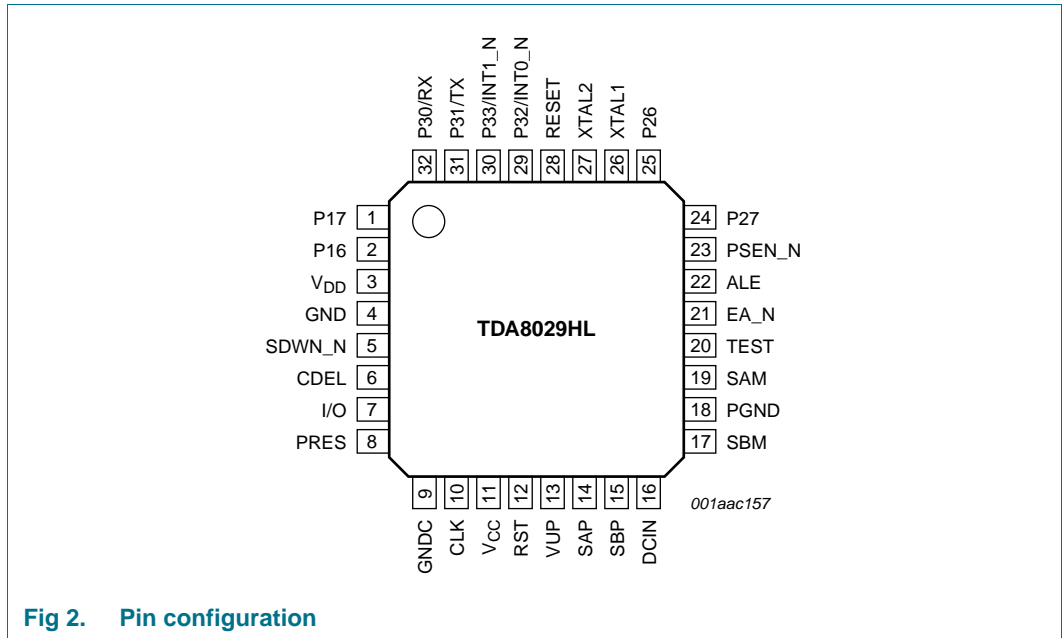 P30/RX
P31/TX
P33/INT1_N
P32/INT0_N
RESET
XTAL2
XTAL1
P26
32 31 30 29 28 27 26 25
P17 1
P16 2
VDD 3
GND 4
SDWN_N 5
CDEL 6
I/O 7
PRES 8
TDA8029HL
24 P27
23 PSEN_N
22 ALE
21 EA_N
20 TEST
19 SAM
18 PGND
17 SBM
9 10 11 12 13 14 15 16
GNDC
CLK
VCC
RST
VUP
SAP
SBP
DCIN
001aac157
Fig 2. Pin configuration